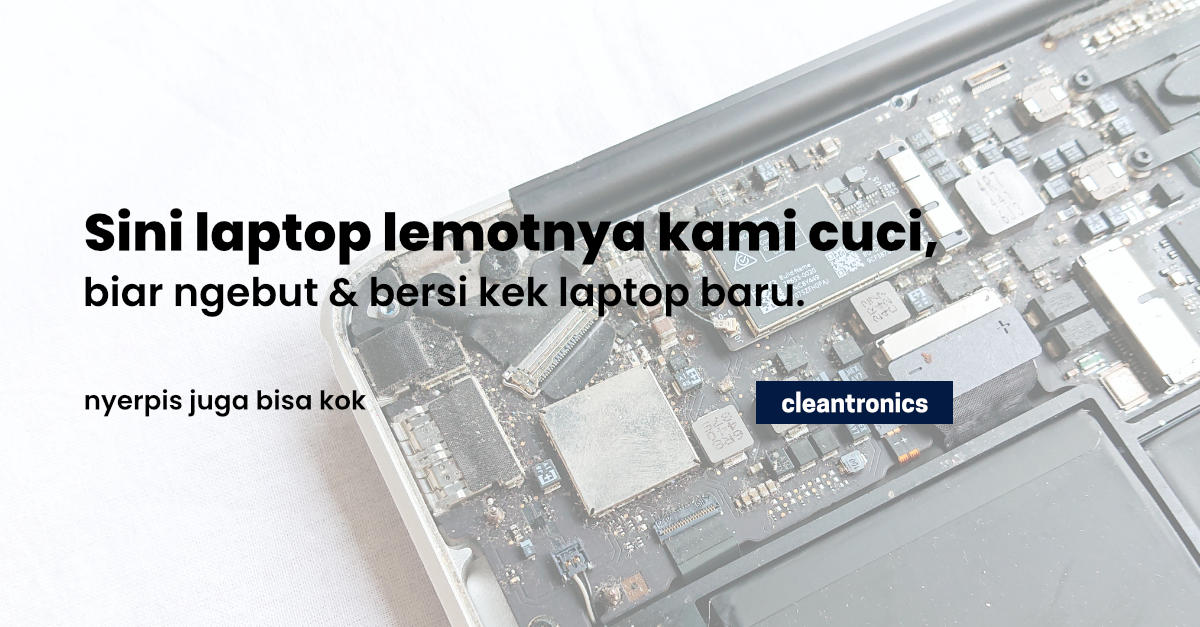 Sini laptop lemotnya kami cuci,
biar ngebut & bersi kek laptop baru.
nyerpis juga bisa kok
cleantronics